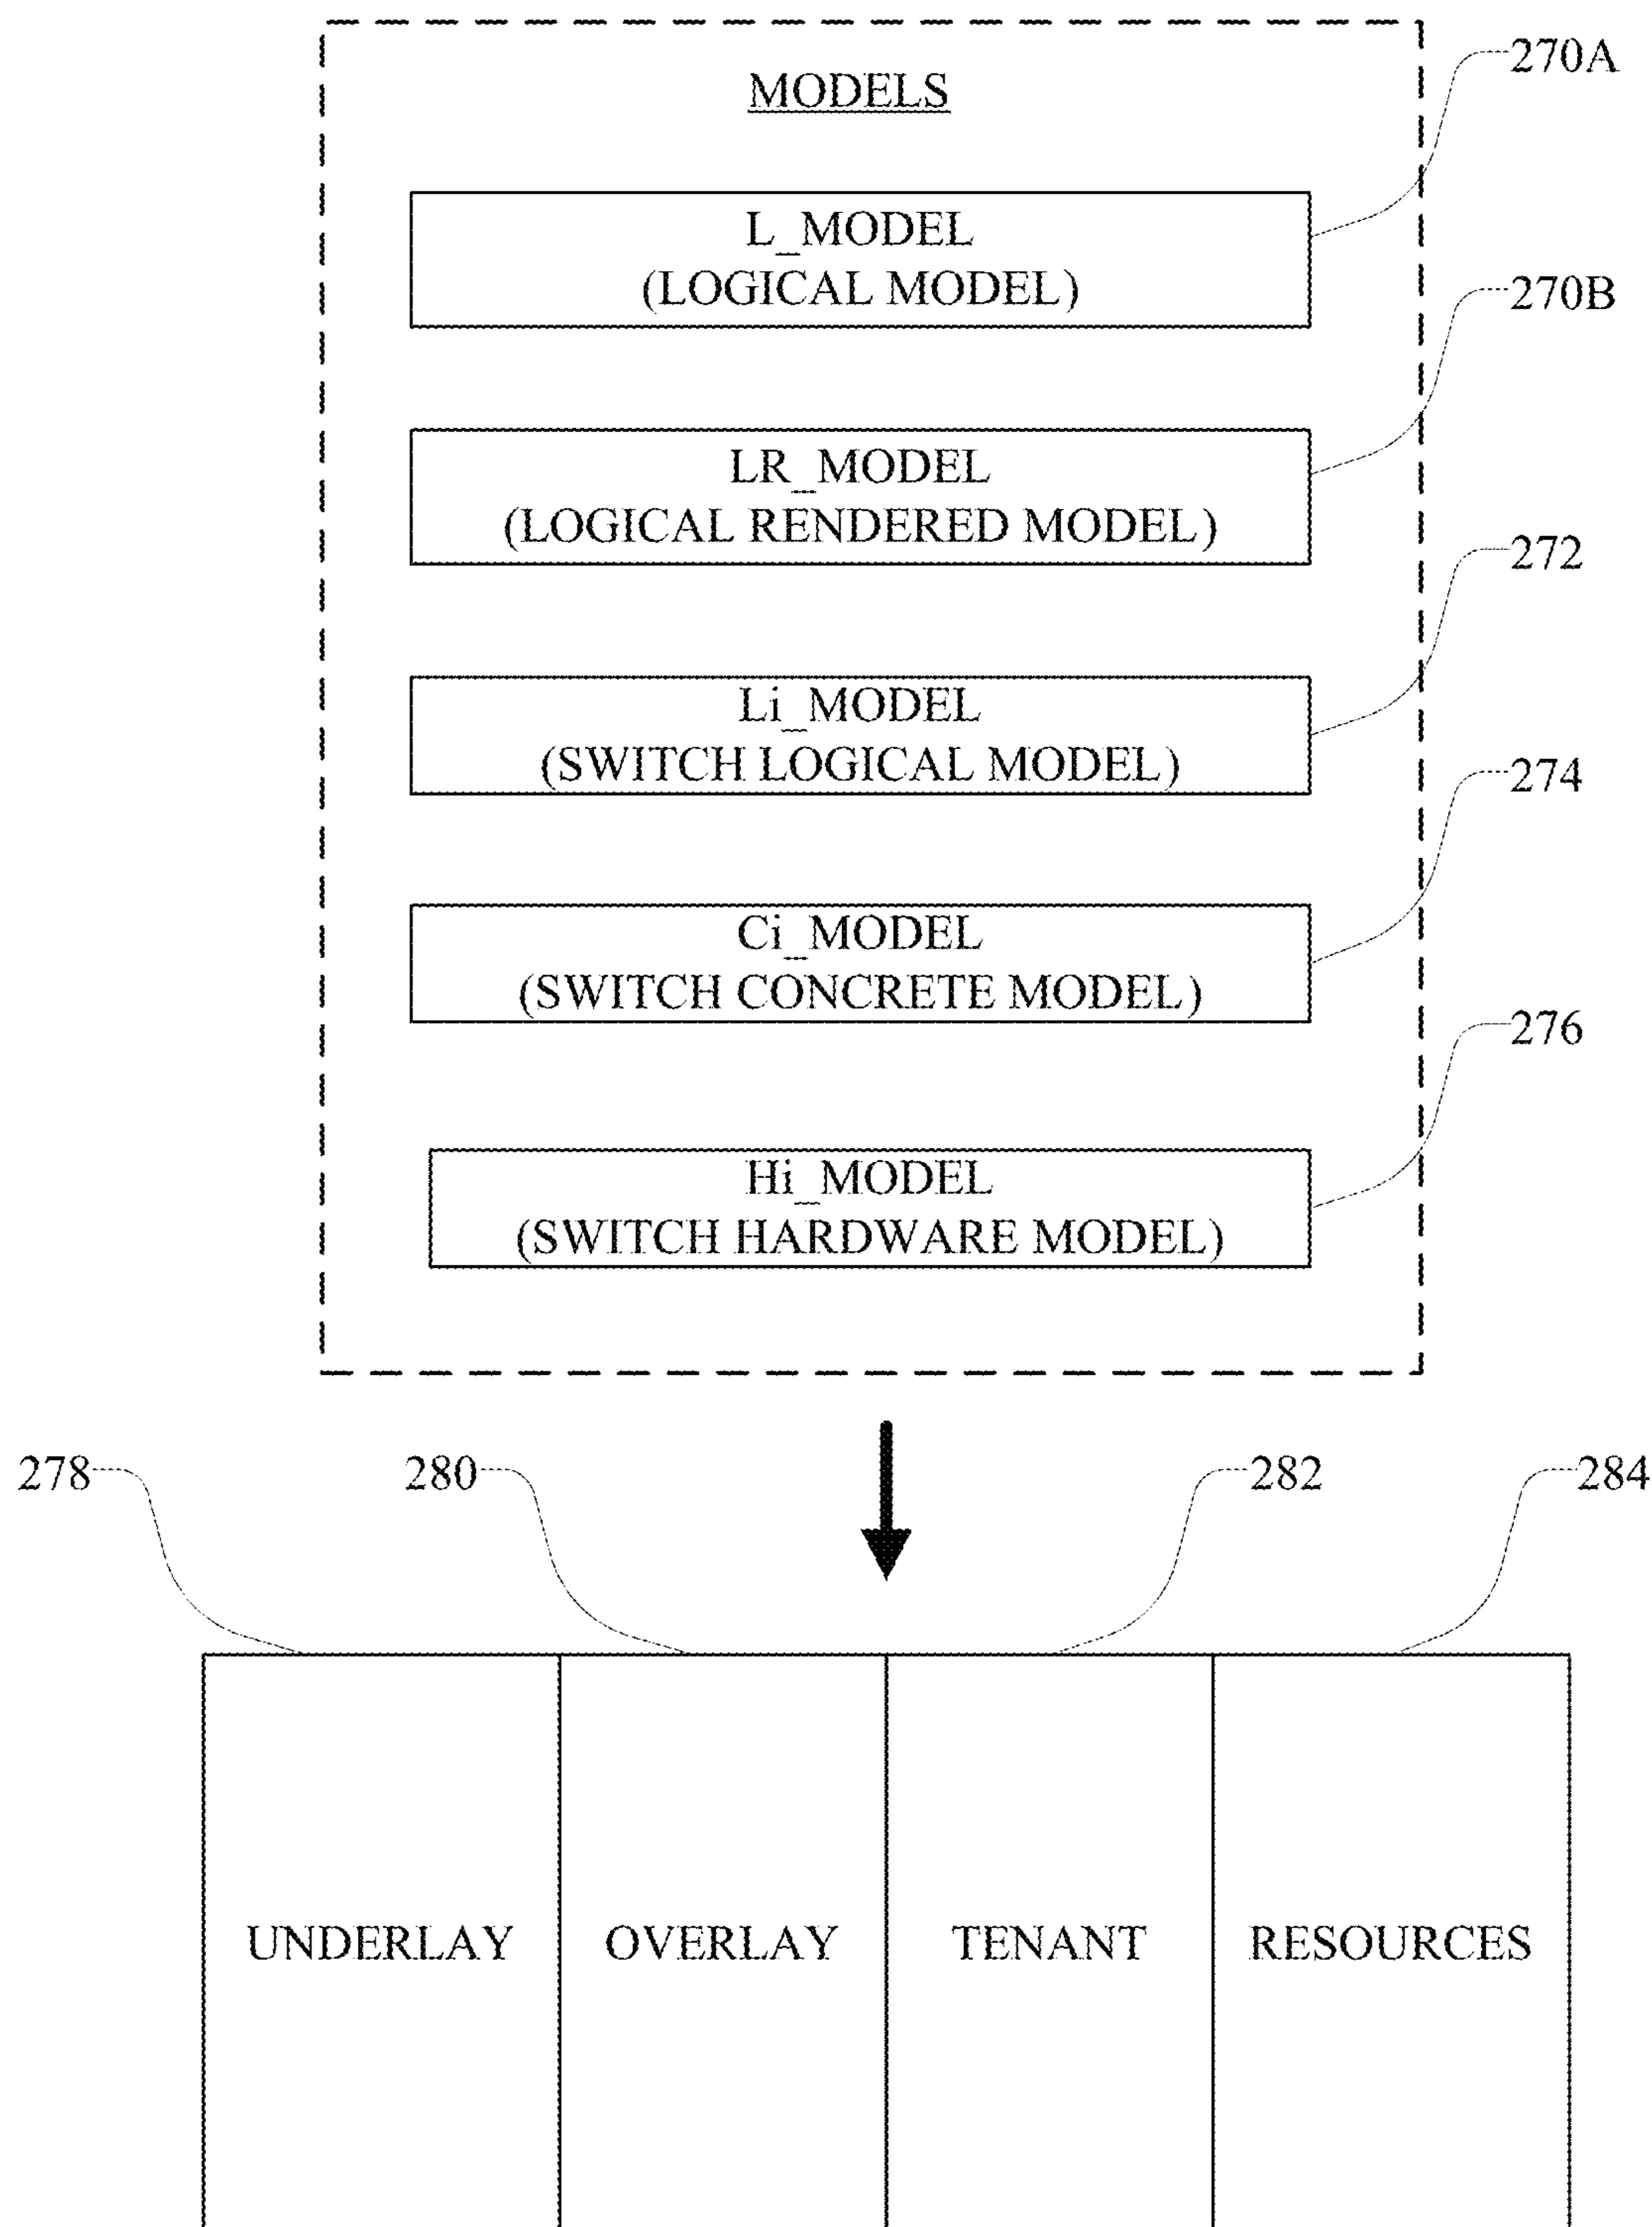 MODELS
270A
L_MODEL
(LOGICAL MODEL)
270B
LR_MODEL
(LOGICAL RENDERED MODEL)
272
Li_MODEL
(SWITCH LOGICAL MODEL)
274
Ci_MODEL
(SWITCH CONCRETE MODEL)
276
Hi_MODEL
(SWITCH HARDWARE MODEL)
278
280
282
284
UNDERLAY
OVERLAY
TENANT
RESOURCES